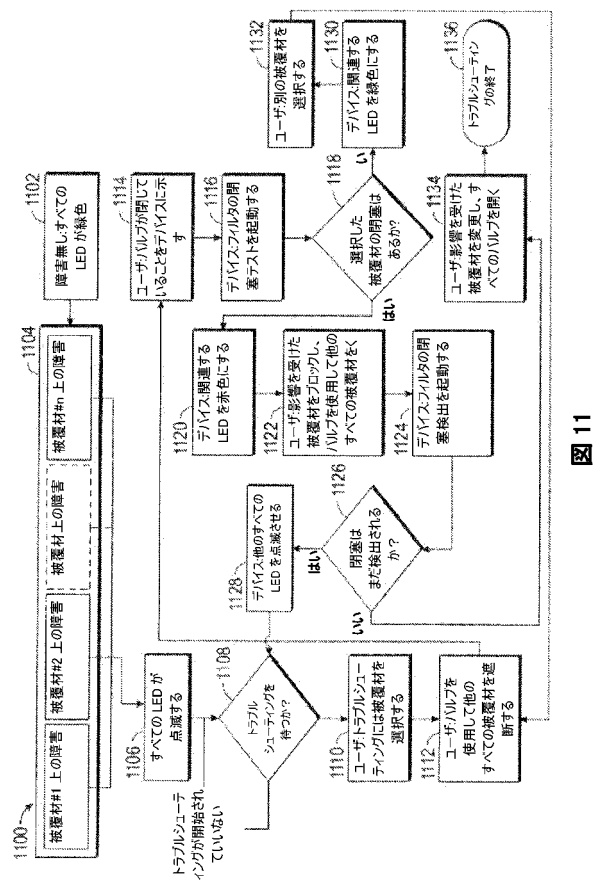 1100
1102
障害無し:すべての
LED が緑色
1104
被覆材#1 上の障害
被覆材#2 上の障害
被覆材上の障害
被覆材#n 上の障害
1106
すべての LED が
点滅する
1108
トラブル
シューティングを
待つか?
トラブルシューテ
ィングが開始され
ていいない
1110
ユーザ:トラブルシュー
ティングには被覆材を
選択する
1112
ユーザ:バルブを
使用して他の
すべての被覆材を遮
断する
1114
ユーザ:バルブが閉じて
いることをデバイスに示
す
1116
デバイス:フィルタの閉
塞テストを起動する
1118
選択した
被覆材の閉塞は
あるか?
はい
い
1120
デバイス:関連する
LED を赤色にする
1122
ユーザ:影響を受けた
被覆材をブロックし、
バルブを使用して他の
すべての被覆材をく
1124
デバイス:フィルタの閉
塞検出を起動する
1126
閉塞は
まだ検出される
か?
はい
いい
1128
デバイス:他のすべての
LED を点滅させる
1130
デバイス:関連する
LED を緑色にする
1132
ユーザ:別の被覆材を
選択する
1134
ユーザ:影響を受けた
被覆材を変更し、す
べてのバルブを開く
1136
トラブルシューティン
グの終了
図 11